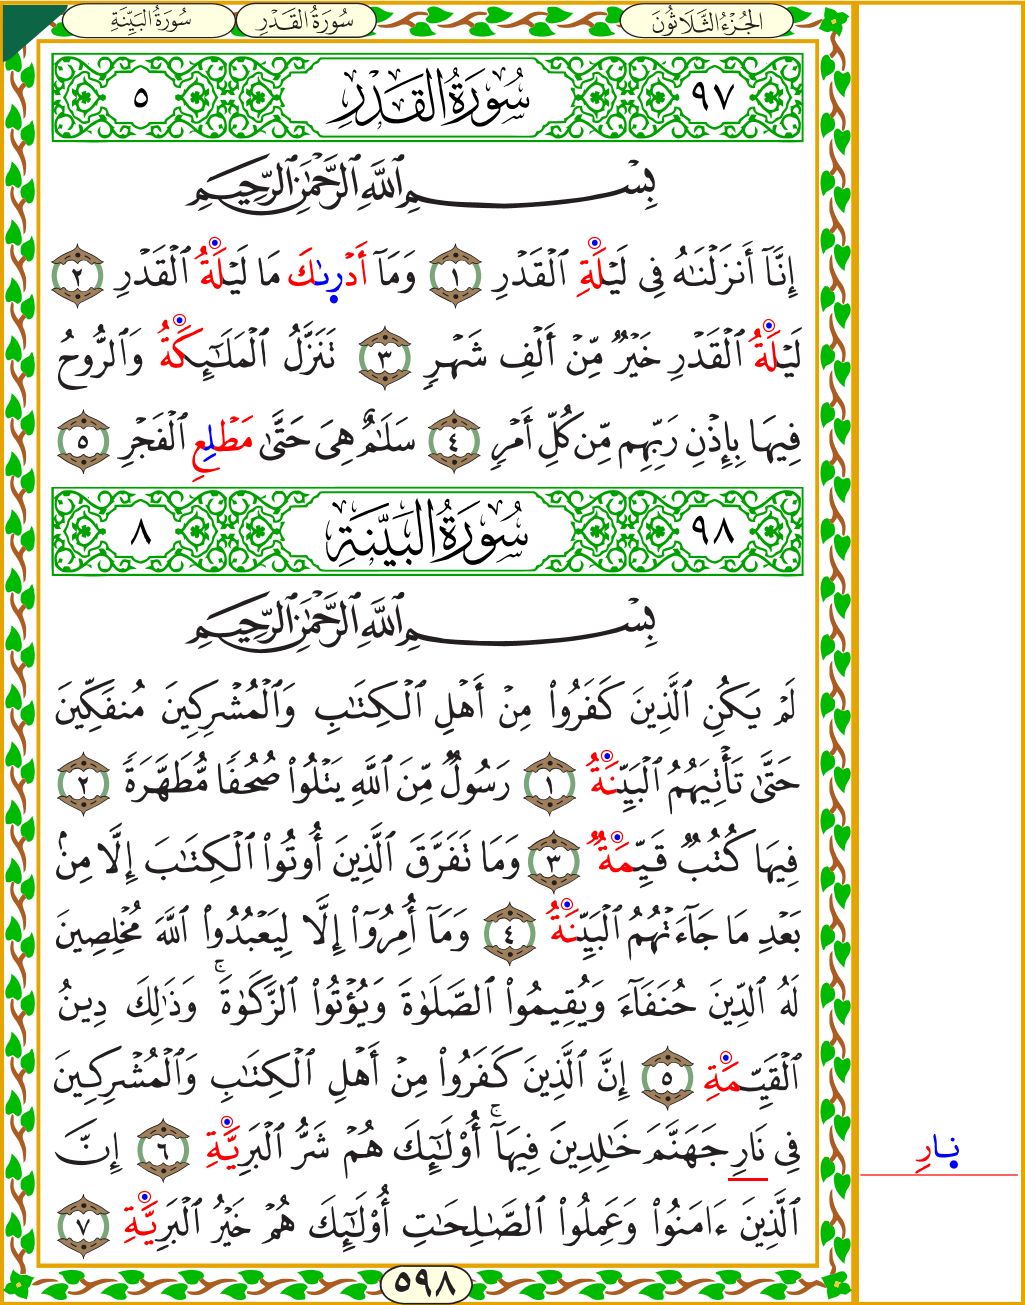 الجُزْءُ الثَّلَاثُونَ
سُورَةُ القَدْرِ
سُورَةُ البَيِّنَةِ
٩٧ سُورَةُ القَدْرِ ٥
بِسْمِ ٱللَّهِ ٱلرَّحْمَٰنِ ٱلرَّحِيمِ
إِنَّآ أَنزَلْنَـٰهُ فِى لَيْلَةِ ٱلْقَدْرِ ١ وَمَآ أَدْرِىٰكَ مَا لَيْلَةُ ٱلْقَدْرِ ٢
لَيْلَةُ ٱلْقَدْرِ خَيْرٌ مِّنْ أَلْفِ شَهْرٍ ٣ تَنَزَّلُ ٱلْمَلَـٰٓئِكَةُ وَٱلرُّوحُ
فِيهَا بِإِذْنِ رَبِّهِم مِّن كُلِّ أَمْرٍ ٤ سَلَـٰمٌ هِىَ حَتَّىٰ مَطْلِعِ ٱلْفَجْرِ ٥
٩٨ سُورَةُ البَيِّنَةِ ٨
بِسْمِ ٱللَّهِ ٱلرَّحْمَٰنِ ٱلرَّحِيمِ
لَمْ يَكُنِ ٱلَّذِينَ كَفَرُوا۟ مِنْ أَهْلِ ٱلْكِتَـٰبِ وَٱلْمُشْرِكِينَ مُنفَكِّينَ
حَتَّىٰ تَأْتِيَهُمُ ٱلْبَيِّنَةُ ١ رَسُولٌ مِّنَ ٱللَّهِ يَتْلُوا۟ صُحُفًا مُّطَهَّرَةً ٢
فِيهَا كُتُبٌ قَيِّمَةٌ ٣ وَمَا تَفَرَّقَ ٱلَّذِينَ أُوتُوا۟ ٱلْكِتَـٰبَ إِلَّا مِنۢ
بَعْدِ مَا جَآءَتْهُمُ ٱلْبَيِّنَةُ ٤ وَمَآ أُمِرُوٓا۟ إِلَّا لِيَعْبُدُوا۟ ٱللَّهَ مُخْلِصِينَ
لَهُ ٱلدِّينَ حُنَفَآءَ وَيُقِيمُوا۟ ٱلصَّلَوٰةَ وَيُؤْتُوا۟ ٱلزَّكَوٰةَ ۚ وَذَٰلِكَ دِينُ
ٱلْقَيِّمَةِ ٥ إِنَّ ٱلَّذِينَ كَفَرُوا۟ مِنْ أَهْلِ ٱلْكِتَـٰبِ وَٱلْمُشْرِكِينَ
فِى نَارِ جَهَنَّمَ خَـٰلِدِينَ فِيهَآ ۚ أُو۟لَـٰٓئِكَ هُمْ شَرُّ ٱلْبَرِيَّةِ ٦ إِنَّ
نِارِ
ٱلَّذِينَ ءَامَنُوا۟ وَعَمِلُوا۟ ٱلصَّـٰلِحَـٰتِ أُو۟لَـٰٓئِكَ هُمْ خَيْرُ ٱلْبَرِيَّةِ ٧
٥٩٨